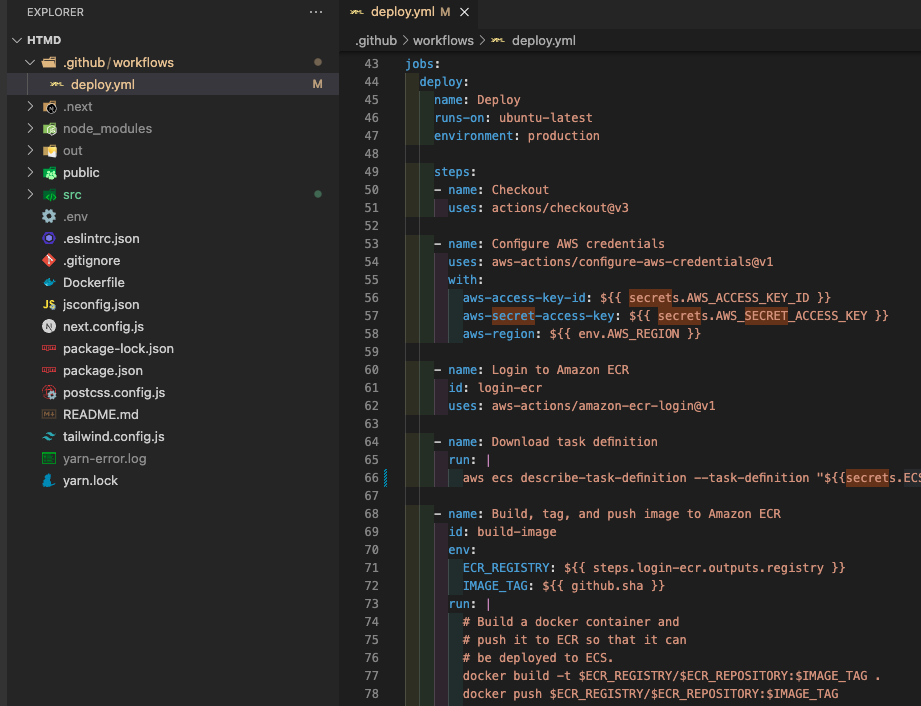 EXPLORER ...
HTMD
.github/workflows
deploy.yml M
.next
node_modules
out
public
src
.env
.eslintrc.json
.gitignore
Dockerfile
JS jsconfig.json
N next.config.js
package-lock.json
package.json
postcss.config.js
README.md
tailwind.config.js
yarn-error.log
yarn.lock
deploy.yml M
.github > workflows > deploy.yml
43 jobs:
44 deploy:
45 name: Deploy
46 runs-on: ubuntu-latest
47 environment: production
48
49 steps:
50 - name: Checkout
51 uses: actions/checkout@v3
52
53 - name: Configure AWS credentials
54 uses: aws-actions/configure-aws-credentials@v1
55 with:
56 aws-access-key-id: ${{ secrets.AWS_ACCESS_KEY_ID }}
57 aws-secret-access-key: ${{ secrets.AWS_SECRET_ACCESS_KEY }}
58 aws-region: ${{ env.AWS_REGION }}
59
60 - name: Login to Amazon ECR
61 id: login-ecr
62 uses: aws-actions/amazon-ecr-login@v1
63
64 - name: Download task definition
65 run: |
66 aws ecs describe-task-definition --task-definition "${{secrets.ECS
67
68 - name: Build, tag, and push image to Amazon ECR
69 id: build-image
70 env:
71 ECR_REGISTRY: ${{ steps.login-ecr.outputs.registry }}
72 IMAGE_TAG: ${{ github.sha }}
73 run: |
74 # Build a docker container and
75 # push it to ECR so that it can
76 # be deployed to ECS.
77 docker build -t $ECR_REGISTRY/$ECR_REPOSITORY:$IMAGE_TAG .
78 docker push $ECR_REGISTRY/$ECR_REPOSITORY:$IMAGE_TAG